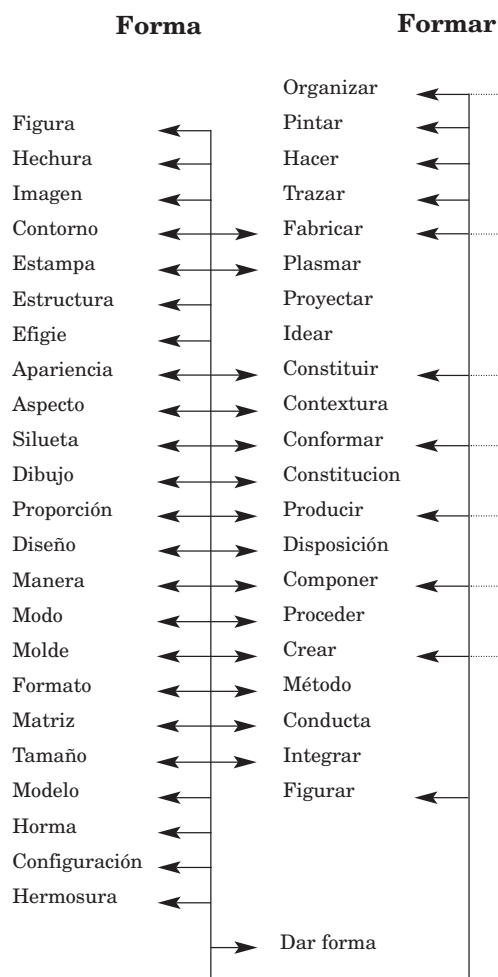 Forma
Formar
Figura
Hechura
Imagen
Contorno
Estampa
Estructura
Efigie
Apariencia
Aspecto
Silueta
Dibujo
Proporción
Diseño
Manera
Modo
Molde
Formato
Matriz
Tamaño
Modelo
Horma
Configuración
Hermosura
Organizar
Pintar
Hacer
Trazar
Fabricar
Plasmar
Proyectar
Idear
Constituir
Contextura
Conformar
Constitucion
Producir
Disposición
Componer
Proceder
Crear
Método
Conducta
Integrar
Figurar
Dar forma